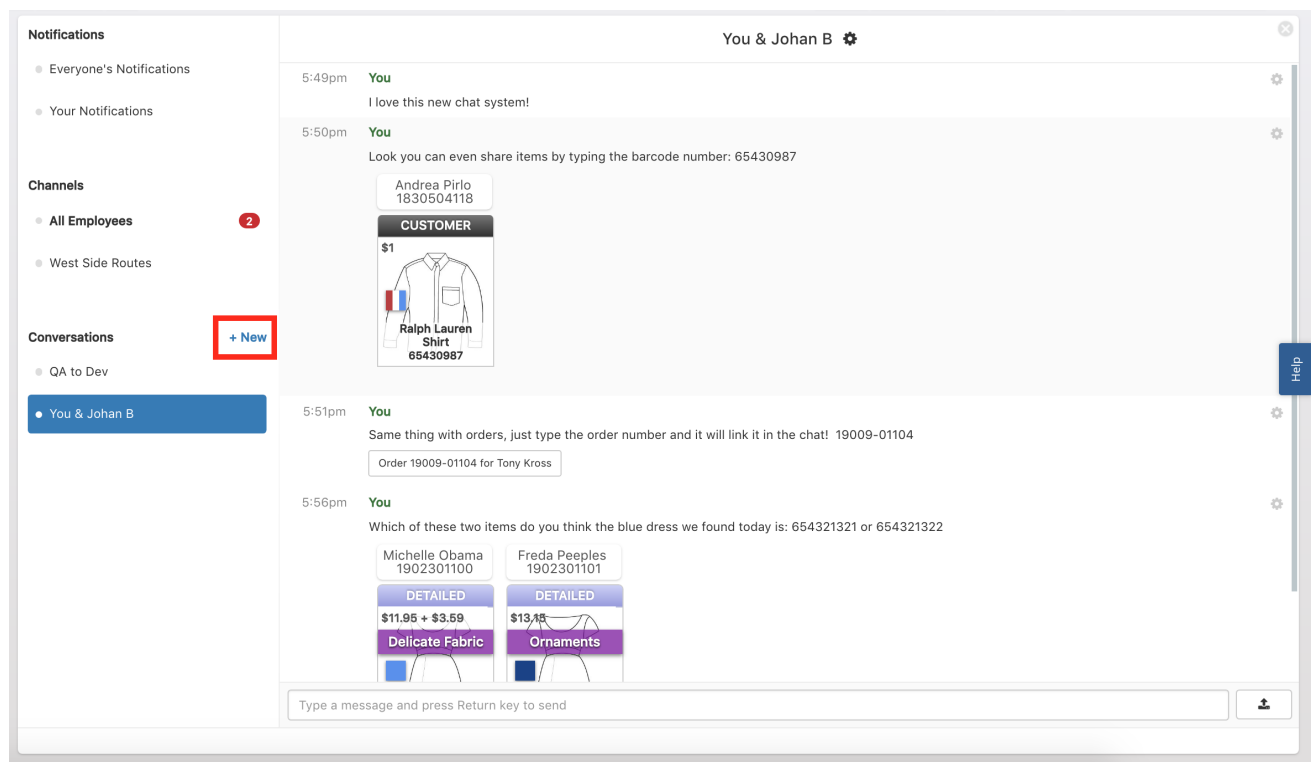 Notifications
Everyone's Notifications
Your Notifications
Channels
All Employees 2
West Side Routes
Conversations + New
QA to Dev
You & Johan B
You & Johan B
5:49pm You
I love this new chat system!
5:50pm You
Look you can even share items by typing the barcode number: 65430987
Andrea Pirlo
1830504118
CUSTOMER
$1
Ralph Lauren
Shirt
65430987
5:51pm You
Same thing with orders, just type the order number and it will link it in the chat! 19009-01104
Order 19009-01104 for Tony Kross
5:56pm You
Which of these two items do you think the blue dress we found today is: 654321321 or 654321322
Michelle Obama
1902301100
DETAILED
$11.95 + $3.59
Delicate Fabric
Freda Peeples
1902301101
DETAILED
$13.15
Ornaments
Type a message and press Return key to send
Help